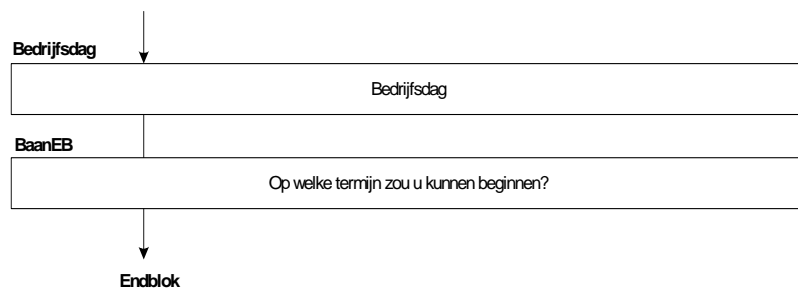 Bedrijfsdag
Bedrijfsdag
BaanEB
Op welke termijn zou u kunnen beginnen?
Endblok